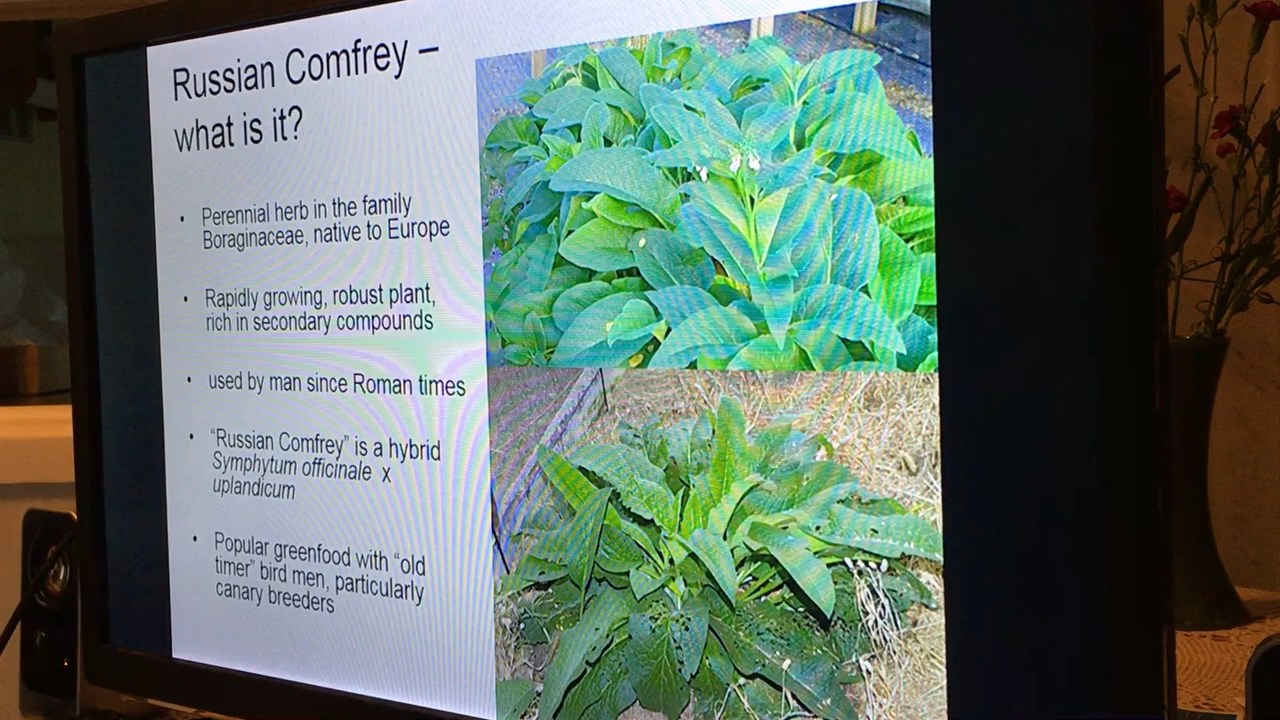 Russian Comfrey –
what is it?
• Perennial herb in the family
Boraginaceae, native to Europe
• Rapidly growing, robust plant,
rich in secondary compounds
• used by man since Roman times
• “Russian Comfrey” is a hybrid
Symphytum officinale x
uplandicum
• Popular greenfood with “old
timer” bird men, particularly
canary breeders